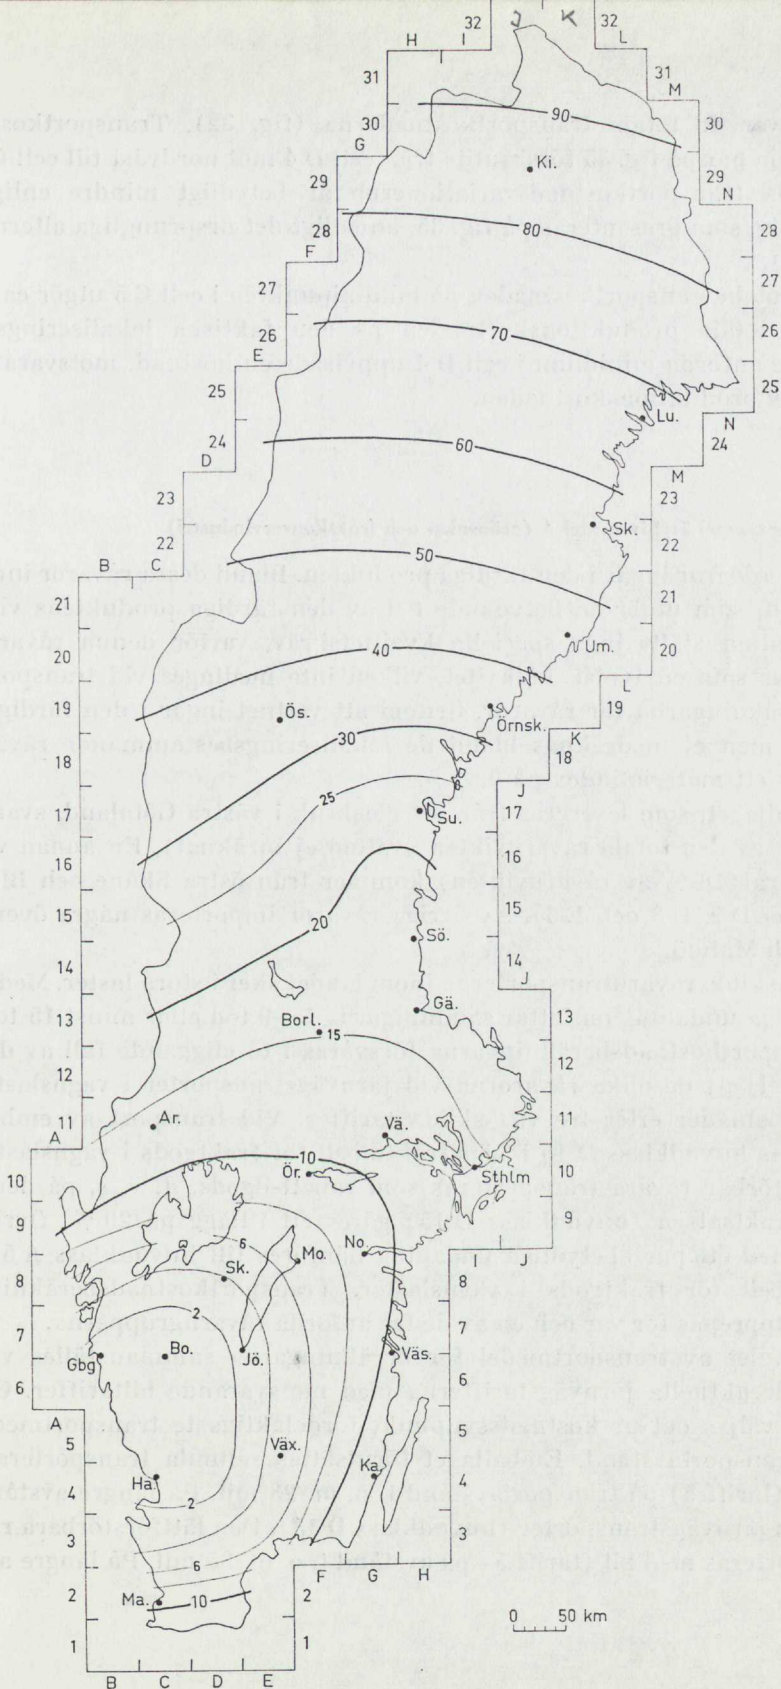 32 J K 32
H I L
31 31
M
90
30 30
G
Ki.
29 29
N
28 80 28
F
27 27
26 70 26
E
25 25
Lu.
N
24 60 24
D
M
23 23
Sk.
22 50 22
B C
21 21
Um.
20 40 20
L
Ös. 19
19 Örnsk.
30 K
18 18
25 J
17 Su. 17
16 16
20
15 15
Sö.
14 14
J
Gä.
13 Borl. 13
15
12 12
11 Ar. Vä. 11
A
10 Ör. 10
10 Sthlm 10
9
6 No.
9 8 Mo. I J
Sk.
8 8
2
7 7
Gbg Bo. Jö. Väs.
6 6
A
5 Väx. 5
Ha. Ka.
4 4
2
3 3
6 F G H
Ma. 10
2 2
0 50 km
1 1
B C D E